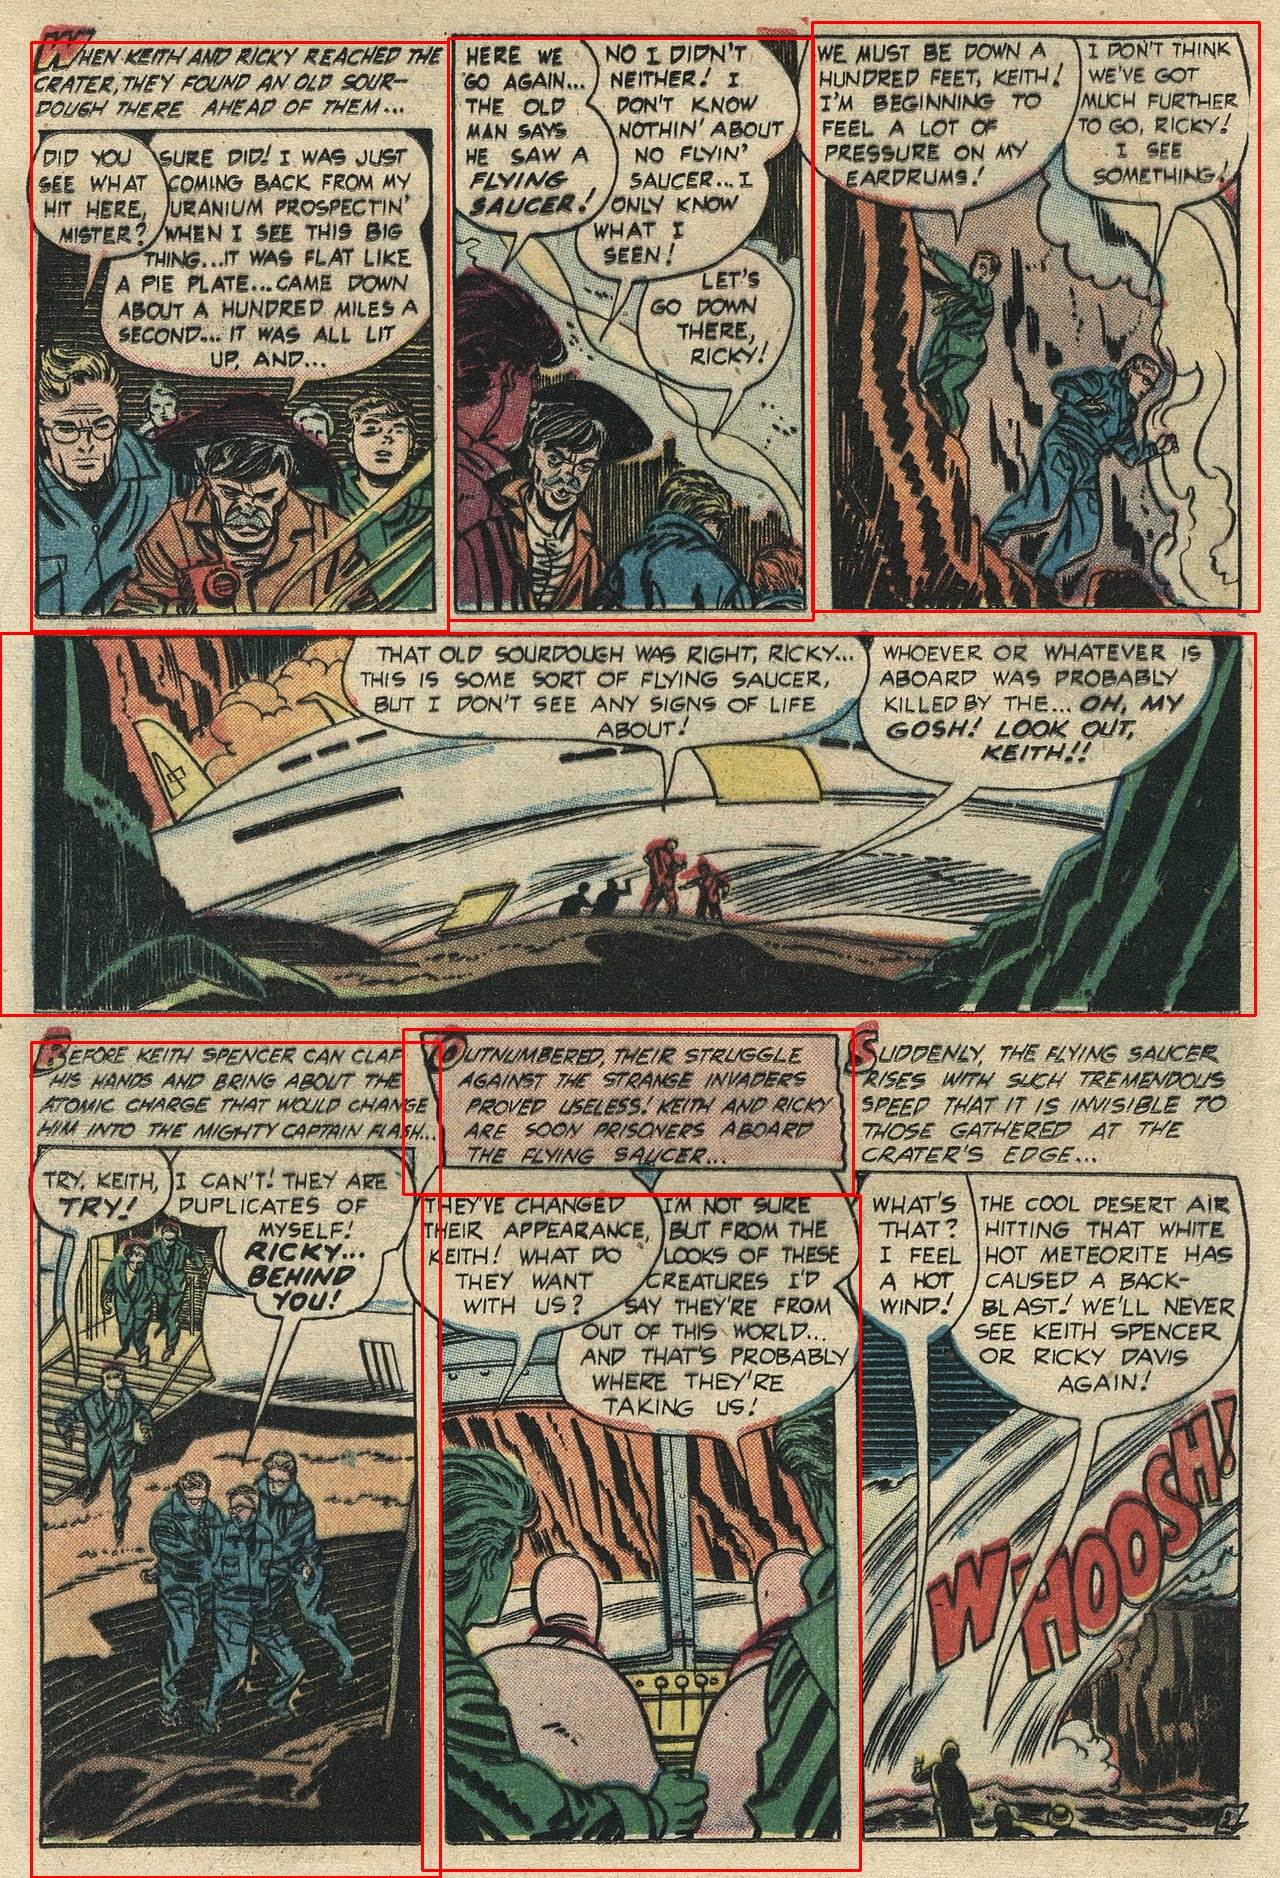 WHEN KEITH AND RICKY REACHED THE
CRATER, THEY FOUND AN OLD SOUR-
DOUGH THERE AHEAD OF THEM...
DID YOU
SEE WHAT
HIT HERE,
MISTER?
SURE DID! I WAS JUST
COMING BACK FROM MY
URANIUM PROSPECTIN'
WHEN I SEE THIS BIG
THING...IT WAS FLAT LIKE
A PIE PLATE...CAME DOWN
ABOUT A HUNDRED MILES A
SECOND...IT WAS ALL LIT
UP, AND...
HERE WE
GO AGAIN...
THE OLD
MAN SAYS
HE SAW A
FLYING
SAUCER!
NO I DIDN'T
NEITHER! I
DON'T KNOW
NOTHIN' ABOUT
NO FLYIN'
SAUCER...I
ONLY KNOW
WHAT I
SEEN!
LET'S
GO DOWN
THERE,
RICKY!
WE MUST BE DOWN A
HUNDRED FEET, KEITH!
I'M BEGINNING TO
FEEL A LOT OF
PRESSURE ON MY
EARDRUMS!
I DON'T THINK
WE'VE GOT
MUCH FURTHER
TO GO, RICKY!
I SEE
SOMETHING!
THAT OLD SOURDOUGH WAS RIGHT, RICKY...
THIS IS SOME SORT OF FLYING SAUCER,
BUT I DON'T SEE ANY SIGNS OF LIFE
ABOUT!
WHOEVER OR WHATEVER IS
ABOARD WAS PROBABLY
KILLED BY THE... OH, MY
GOSH! LOOK OUT,
KEITH!!
BEFORE KEITH SPENCER CAN CLAP
HIS HANDS AND BRING ABOUT THE
ATOMIC CHARGE THAT WOULD CHANGE
HIM INTO THE MIGHTY CAPTAIN FLASH...
TRY, KEITH,
TRY!
I CAN'T! THEY ARE
DUPLICATES OF
MYSELF!
RICKY...
BEHIND
YOU!
OUTNUMBERED, THEIR STRUGGLE
AGAINST THE STRANGE INVADERS
PROVED USELESS! KEITH AND RICKY
ARE SOON PRISONERS ABOARD
THE FLYING SAUCER...
THEY'VE CHANGED
THEIR APPEARANCE,
KEITH! WHAT DO
THEY WANT
WITH US?
I'M NOT SURE
BUT FROM THE
LOOKS OF THESE
CREATURES I'D
SAY THEY'RE FROM
OUT OF THIS WORLD...
AND THAT'S PROBABLY
WHERE THEY'RE
TAKING US!
SUDDENLY, THE FLYING SAUCER
RISES WITH SUCH TREMENDOUS
SPEED THAT IT IS INVISIBLE TO
THOSE GATHERED AT THE
CRATER'S EDGE...
WHAT'S
THAT?
I FEEL
A HOT
WIND!
THE COOL DESERT AIR
HITTING THAT WHITE
HOT METEORITE HAS
CAUSED A BACK-
BLAST! WE'LL NEVER
SEE KEITH SPENCER
OR RICKY DAVIS
AGAIN!
WHOOSH!